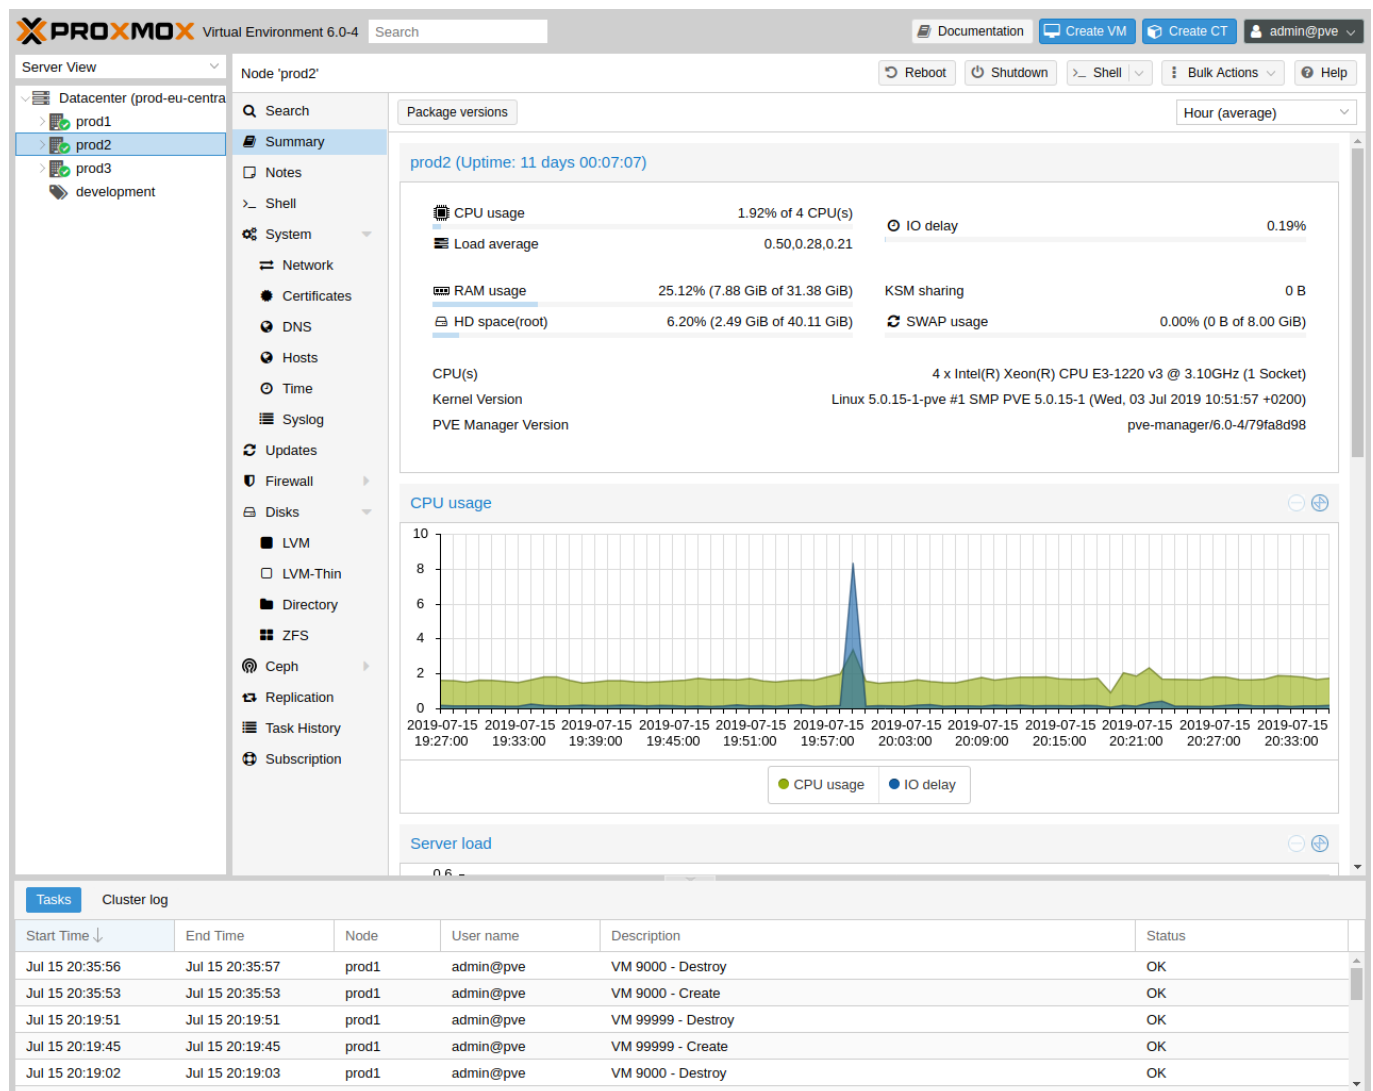 PROXMOX Virtual Environment 6.0-4 Search Documentation Create VM Create CT admin@pve
Server View
Datacenter (prod-eu-centra
prod1
prod2
prod3
development
Node 'prod2' Reboot Shutdown >_ Shell Bulk Actions Help
Search
Summary
Notes
>_ Shell
System
Network
Certificates
DNS
Hosts
Time
Syslog
Updates
Firewall
Disks
LVM
LVM-Thin
Directory
ZFS
Ceph
Replication
Task History
Subscription
Package versions Hour (average)
prod2 (Uptime: 11 days 00:07:07)
CPU usage 1.92% of 4 CPU(s)
IO delay 0.19%
Load average 0.50,0.28,0.21
RAM usage 25.12% (7.88 GiB of 31.38 GiB) KSM sharing 0 B
HD space(root) 6.20% (2.49 GiB of 40.11 GiB) SWAP usage 0.00% (0 B of 8.00 GiB)
CPU(s) 4 x Intel(R) Xeon(R) CPU E3-1220 v3 @ 3.10GHz (1 Socket)
Kernel Version Linux 5.0.15-1-pve #1 SMP PVE 5.0.15-1 (Wed, 03 Jul 2019 10:51:57 +0200)
PVE Manager Version pve-manager/6.0-4/79fa8d98
CPU usage
10
8
6
4
2
0
2019-07-15 2019-07-15 2019-07-15 2019-07-15 2019-07-15 2019-07-15 2019-07-15 2019-07-15 2019-07-15 2019-07-15 2019-07-15 2019-07-15
19:27:00 19:33:00 19:39:00 19:45:00 19:51:00 19:57:00 20:03:00 20:09:00 20:15:00 20:21:00 20:27:00 20:33:00
CPU usage IO delay
Server load
0.6
Tasks Cluster log
Start Time End Time Node User name Description Status
Jul 15 20:35:56 Jul 15 20:35:57 prod1 admin@pve VM 9000 - Destroy OK
Jul 15 20:35:53 Jul 15 20:35:53 prod1 admin@pve VM 9000 - Create OK
Jul 15 20:19:51 Jul 15 20:19:51 prod1 admin@pve VM 99999 - Destroy OK
Jul 15 20:19:45 Jul 15 20:19:45 prod1 admin@pve VM 99999 - Create OK
Jul 15 20:19:02 Jul 15 20:19:03 prod1 admin@pve VM 9000 - Destroy OK